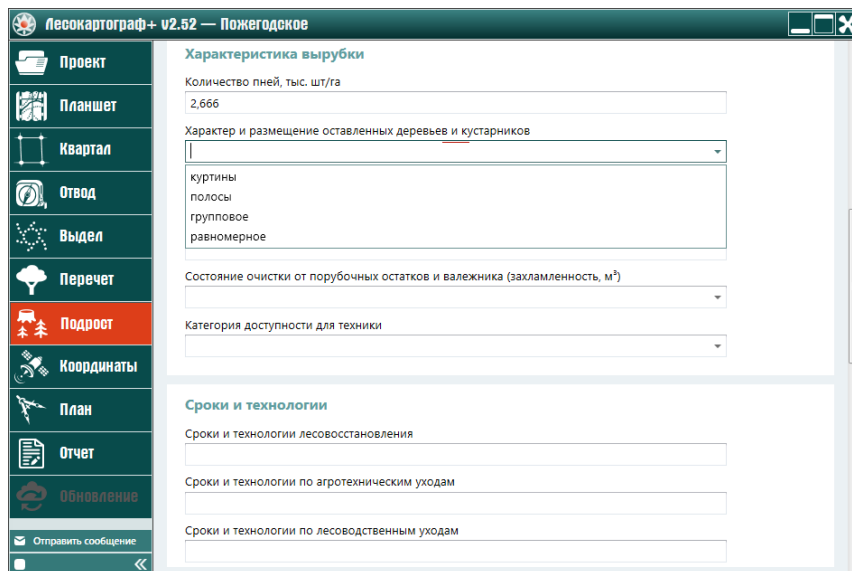 Лесокартограф+ v2.52 — Пожегодское
Проект
Планшет
Квартал
Отвод
Выдел
Перечет
Подрост
Координаты
План
Отчет
Обновление
Отправить сообщение
Характеристика вырубки
Количество пней, тыс. шт/га
2,666
Характер и размещение оставленных деревьев и кустарников
куртины
полосы
групповое
равномерное
Состояние очистки от порубочных остатков и валежника (захламленность, м³)
Категория доступности для техники
Сроки и технологии
Сроки и технологии лесовосстановления
Сроки и технологии по агротехническим уходам
Сроки и технологии по лесоводственным уходам